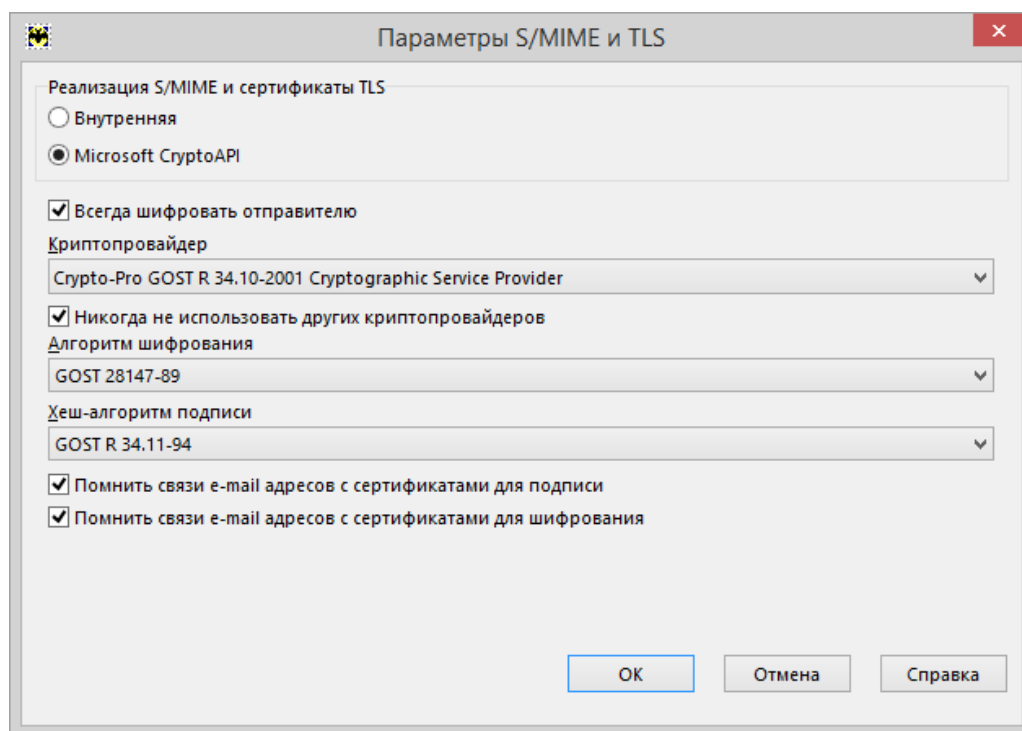 Параметры S/MIME и TLS
Реализация S/MIME и сертификаты TLS
Внутренняя
Microsoft CryptoAPI
Всегда шифровать отправителю
Криптопровайдер
Crypto-Pro GOST R 34.10-2001 Cryptographic Service Provider
Никогда не использовать других криптопровайдеров
Алгоритм шифрования
GOST 28147-89
Хеш-алгоритм подписи
GOST R 34.11-94
Помнить связи e-mail адресов с сертификатами для подписи
Помнить связи e-mail адресов с сертификатами для шифрования
ОК Отмена Справка